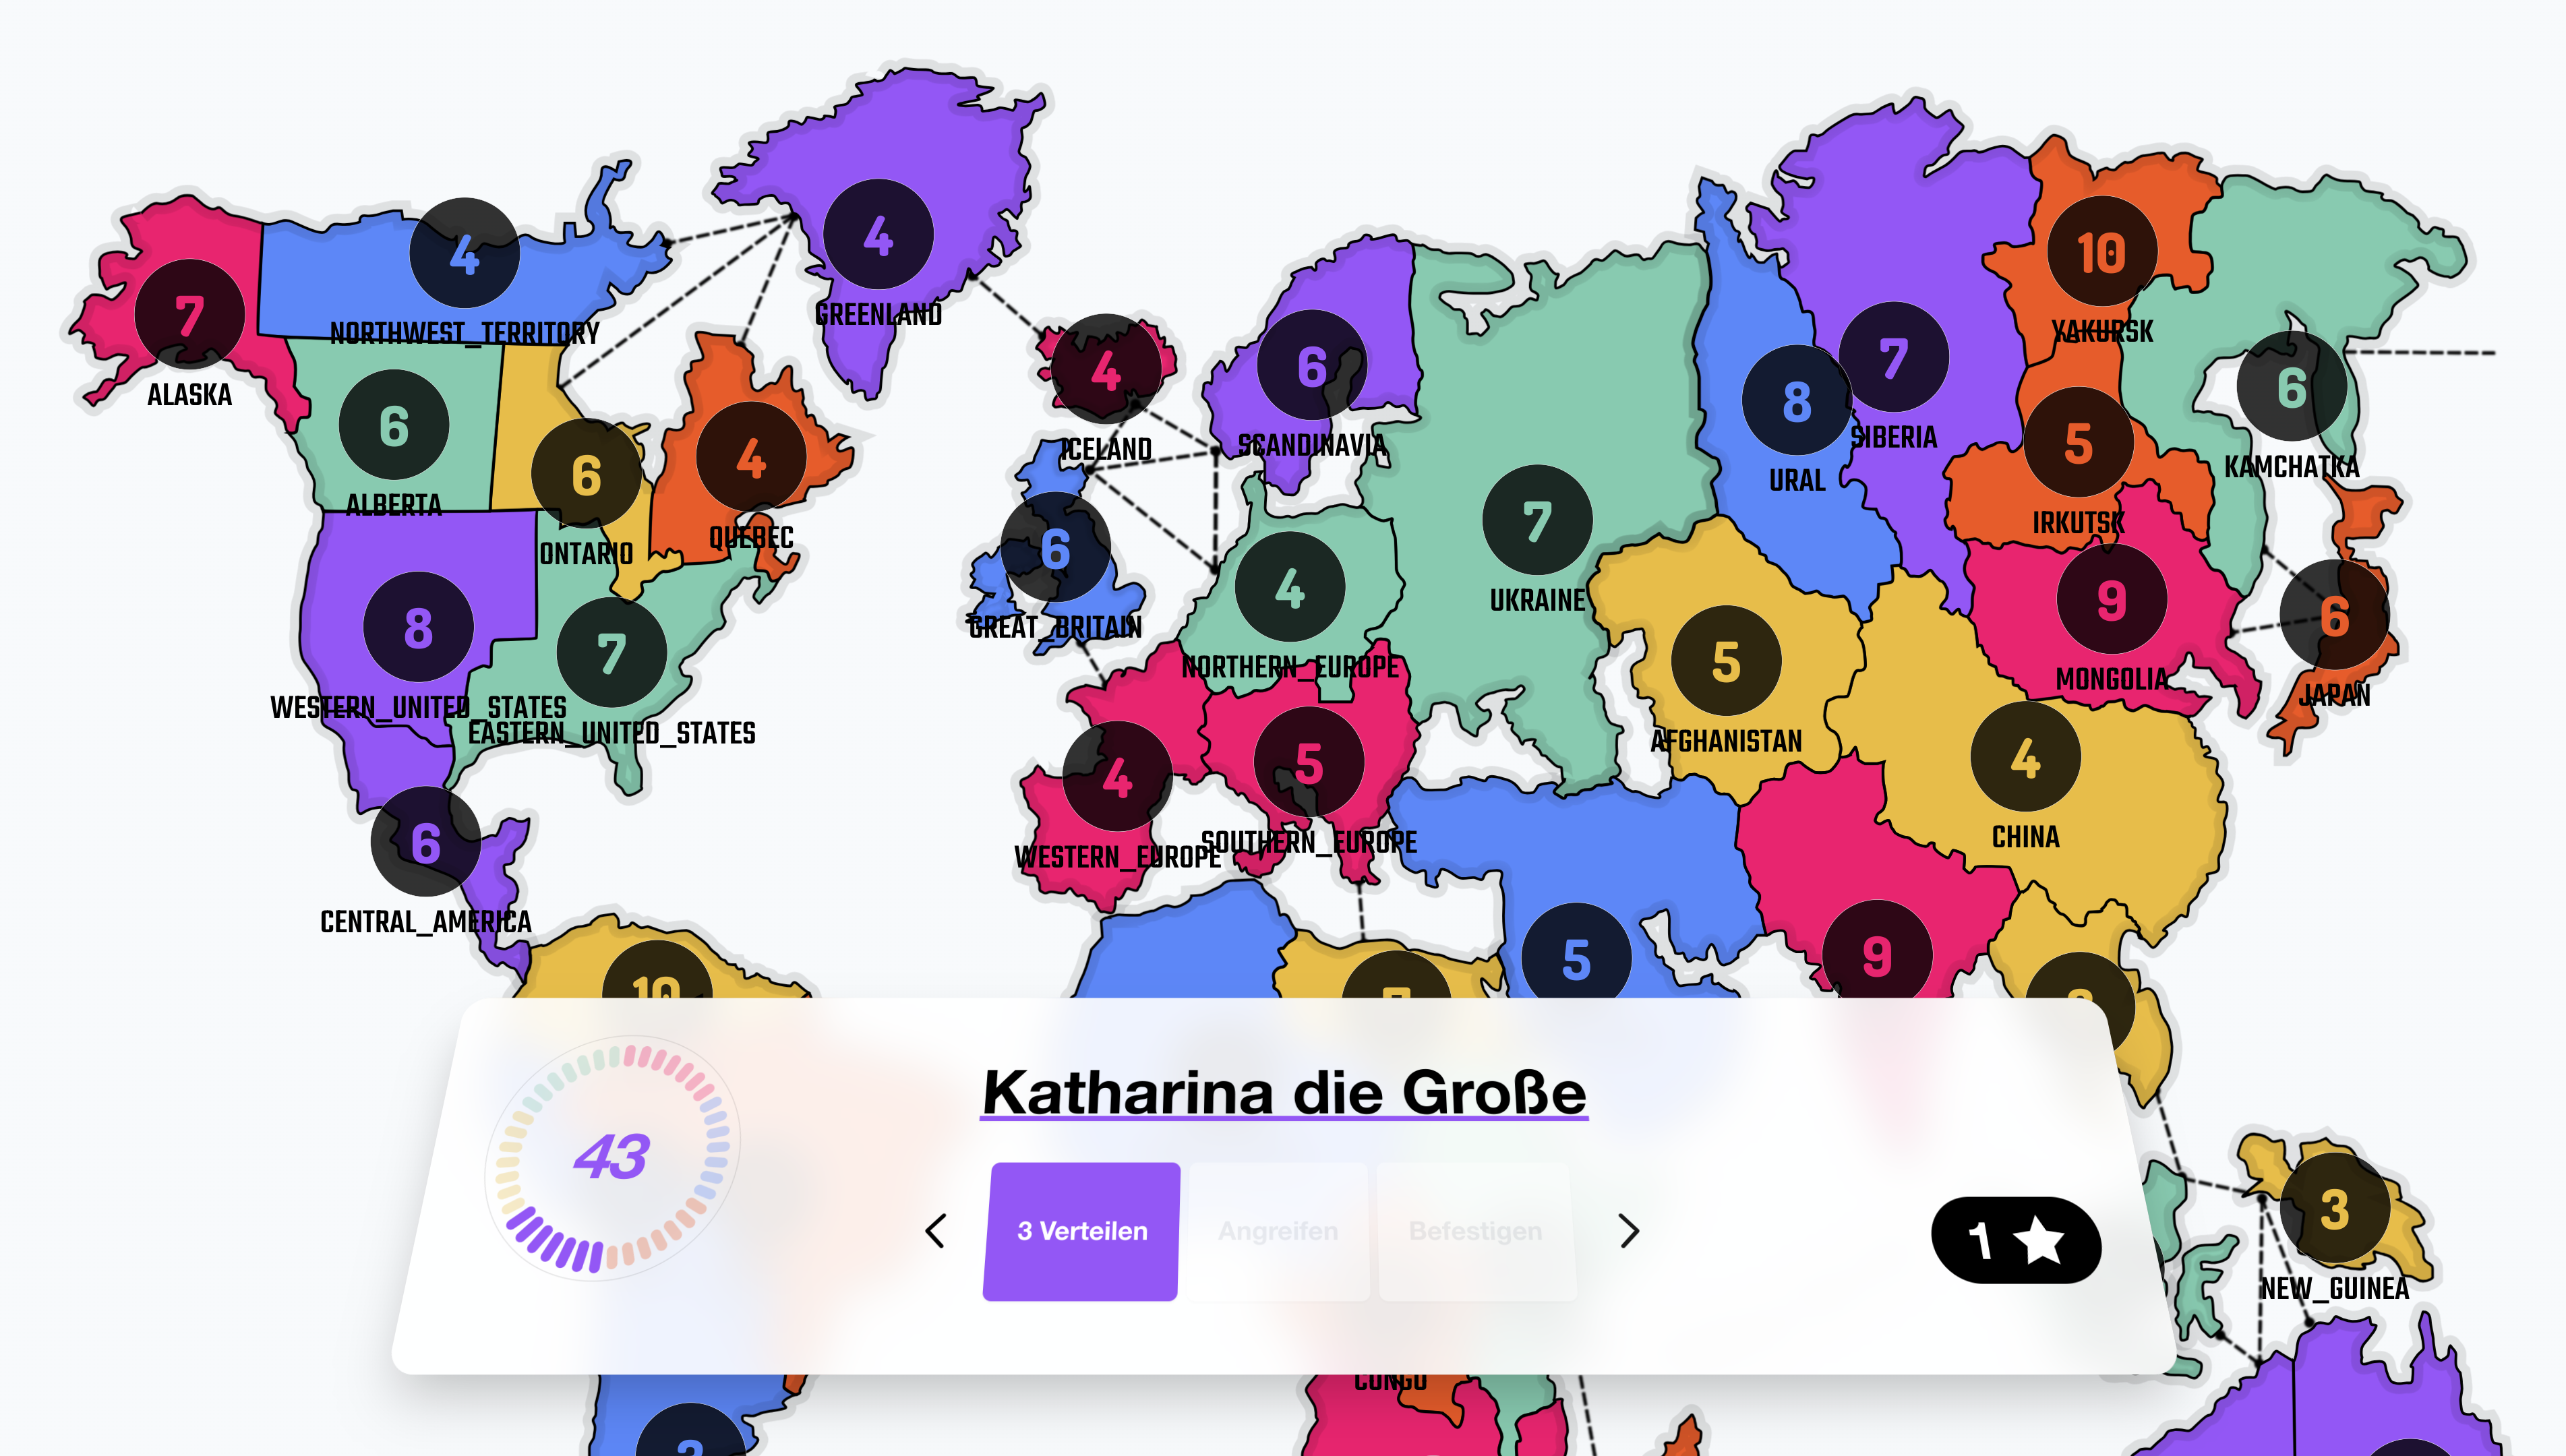 4
NORTHWEST_TERRITORY
4
GREENLAND
7
ALASKA
6
ALBERTA
6
ONTARIO
4
QUEBEC
4
ICELAND
6
SCANDINAVIA
8
URAL
7
SIBERIA
10
YAKURSK
5
IRKUTSK
6
KAMCHATKA
8
WESTERN_UNITED_STATES
7
EASTERN_UNITED_STATES
6
GREAT_BRITAIN
4
NORTHERN_EUROPE
7
UKRAINE
5
AFGHANISTAN
9
MONGOLIA
6
JAPAN
6
CENTRAL_AMERICA
4
WESTERN_EUROPE
5
SOUTHERN_EUROPE
4
CHINA
10
5
9
43
Katharina die Große
3 Verteilen
Angreifen
Befestigen
1
3
NEW_GUINEA
CONGO